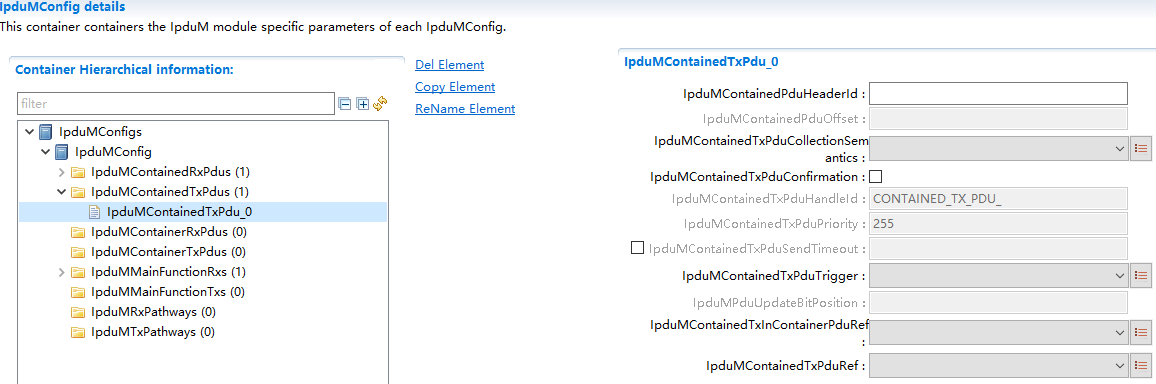 IpduMConfig details
This container containers the IpduM module specific parameters of each IpduMConfig.
Container Hierarchical information:
filter
IpduMConfigs
IpduMConfig
IpduMContainedRxPdus (1)
IpduMContainedTxPdus (1)
IpduMContainedTxPdu_0
IpduMContainerRxPdus (0)
IpduMContainerTxPdus (0)
IpduMMainFunctionRxs (1)
IpduMMainFunctionTxs (0)
IpduMRxPathways (0)
IpduMTxPathways (0)
Del Element
Copy Element
ReName Element
IpduMContainedTxPdu_0
IpduMContainedPduHeaderId :
IpduMContainedPduOffset :
IpduMContainedTxPduCollectionSem
antics :
IpduMContainedTxPduConfirmation :
IpduMContainedTxPduHandleId : CONTAINED_TX_PDU_
IpduMContainedTxPduPriority : 255
IpduMContainedTxPduSendTimeout :
IpduMContainedTxPduTrigger :
IpduMPduUpdateBitPosition :
IpduMContainedTxInContainerPduRef
:
IpduMContainedTxPduRef :